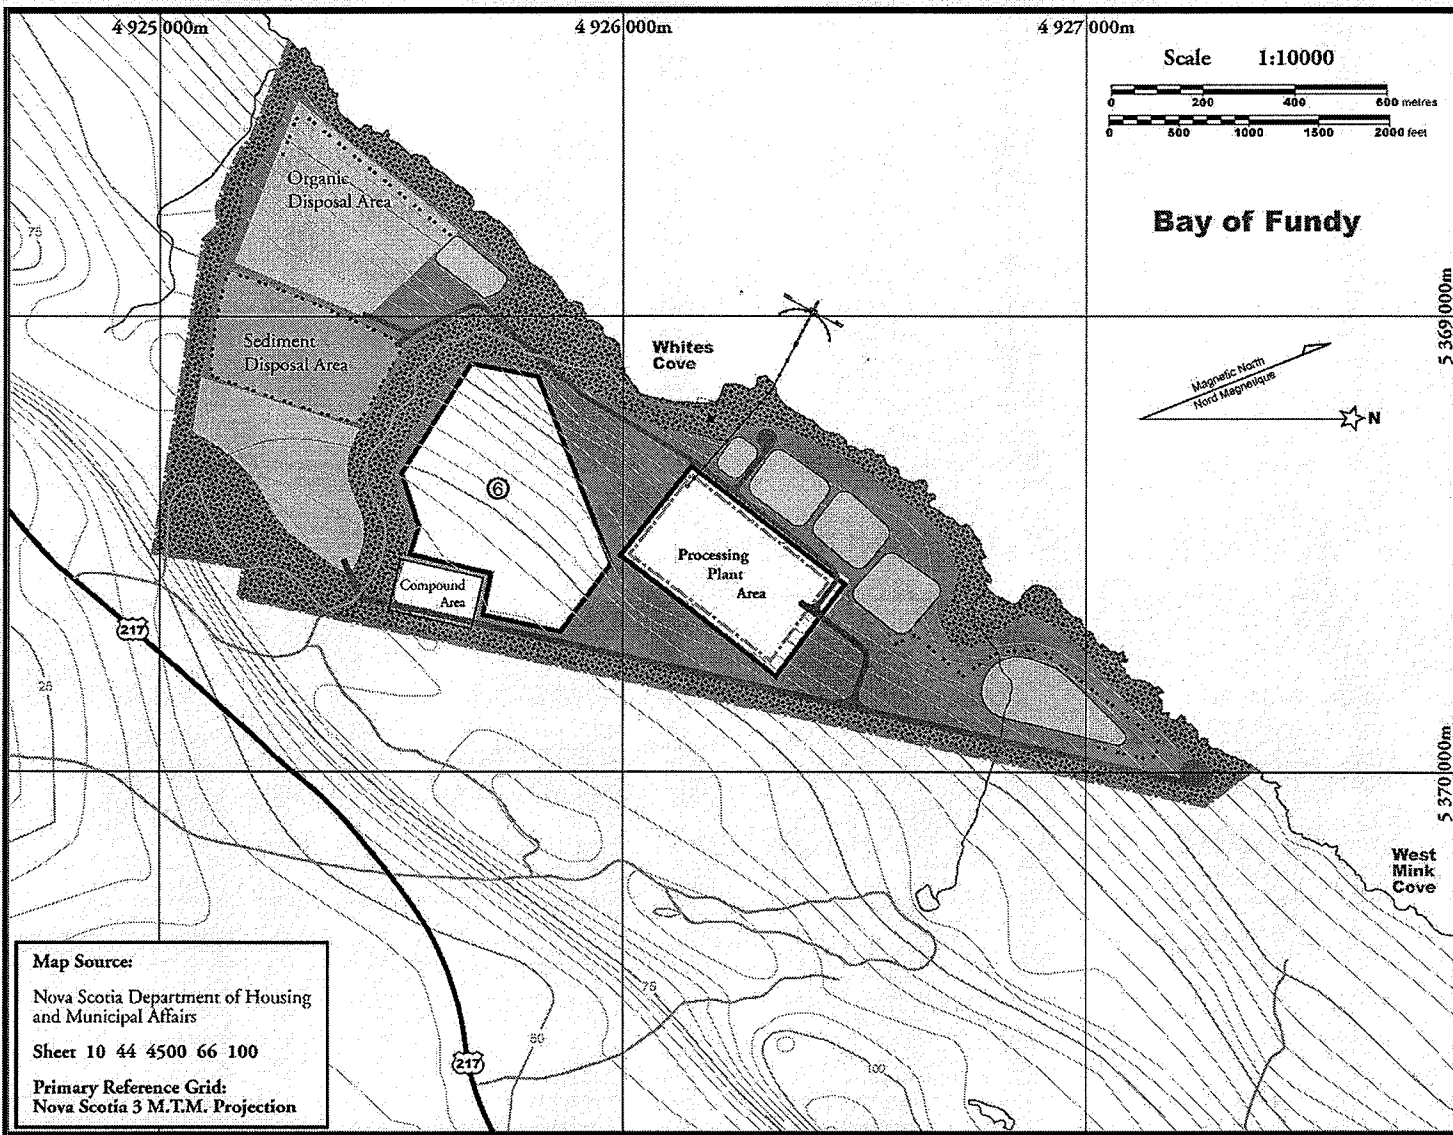 4 925 000m
4 926 000m
4 927 000m
Scale 1:10000
0 200 400 600 metres
0 500 1000 1500 2000 feet
Bay of Fundy
5 369 000m
Organic
Disposal Area
75
Sediment
Disposal Area
Whites
Cove
Magnetic North
Nord Magnetique
N
6
Processing
Plant
Area
Compound
Area
217
25
5 370 000m
West
Mink
Cove
75
50
100
217
Map Source:
Nova Scotia Department of Housing
and Municipal Affairs
Sheet 10 44 4500 66 100
Primary Reference Grid:
Nova Scotia 3 M.T.M. Projection